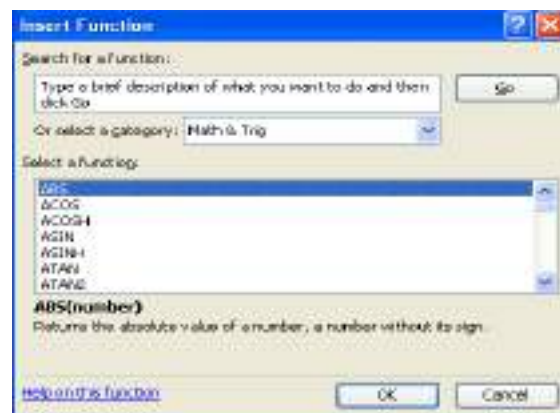 Insert Function
Search for a function:
Type a brief description of what you want to do and then
click Go
Go
Or select a category: Math & Trig
Select a function:
ABS
ACOS
ACOSH
ASIN
ASINH
ATAN
ATAN2
ABS(number)
Returns the absolute value of a number, a number without its sign.
Help on this function
OK
Cancel